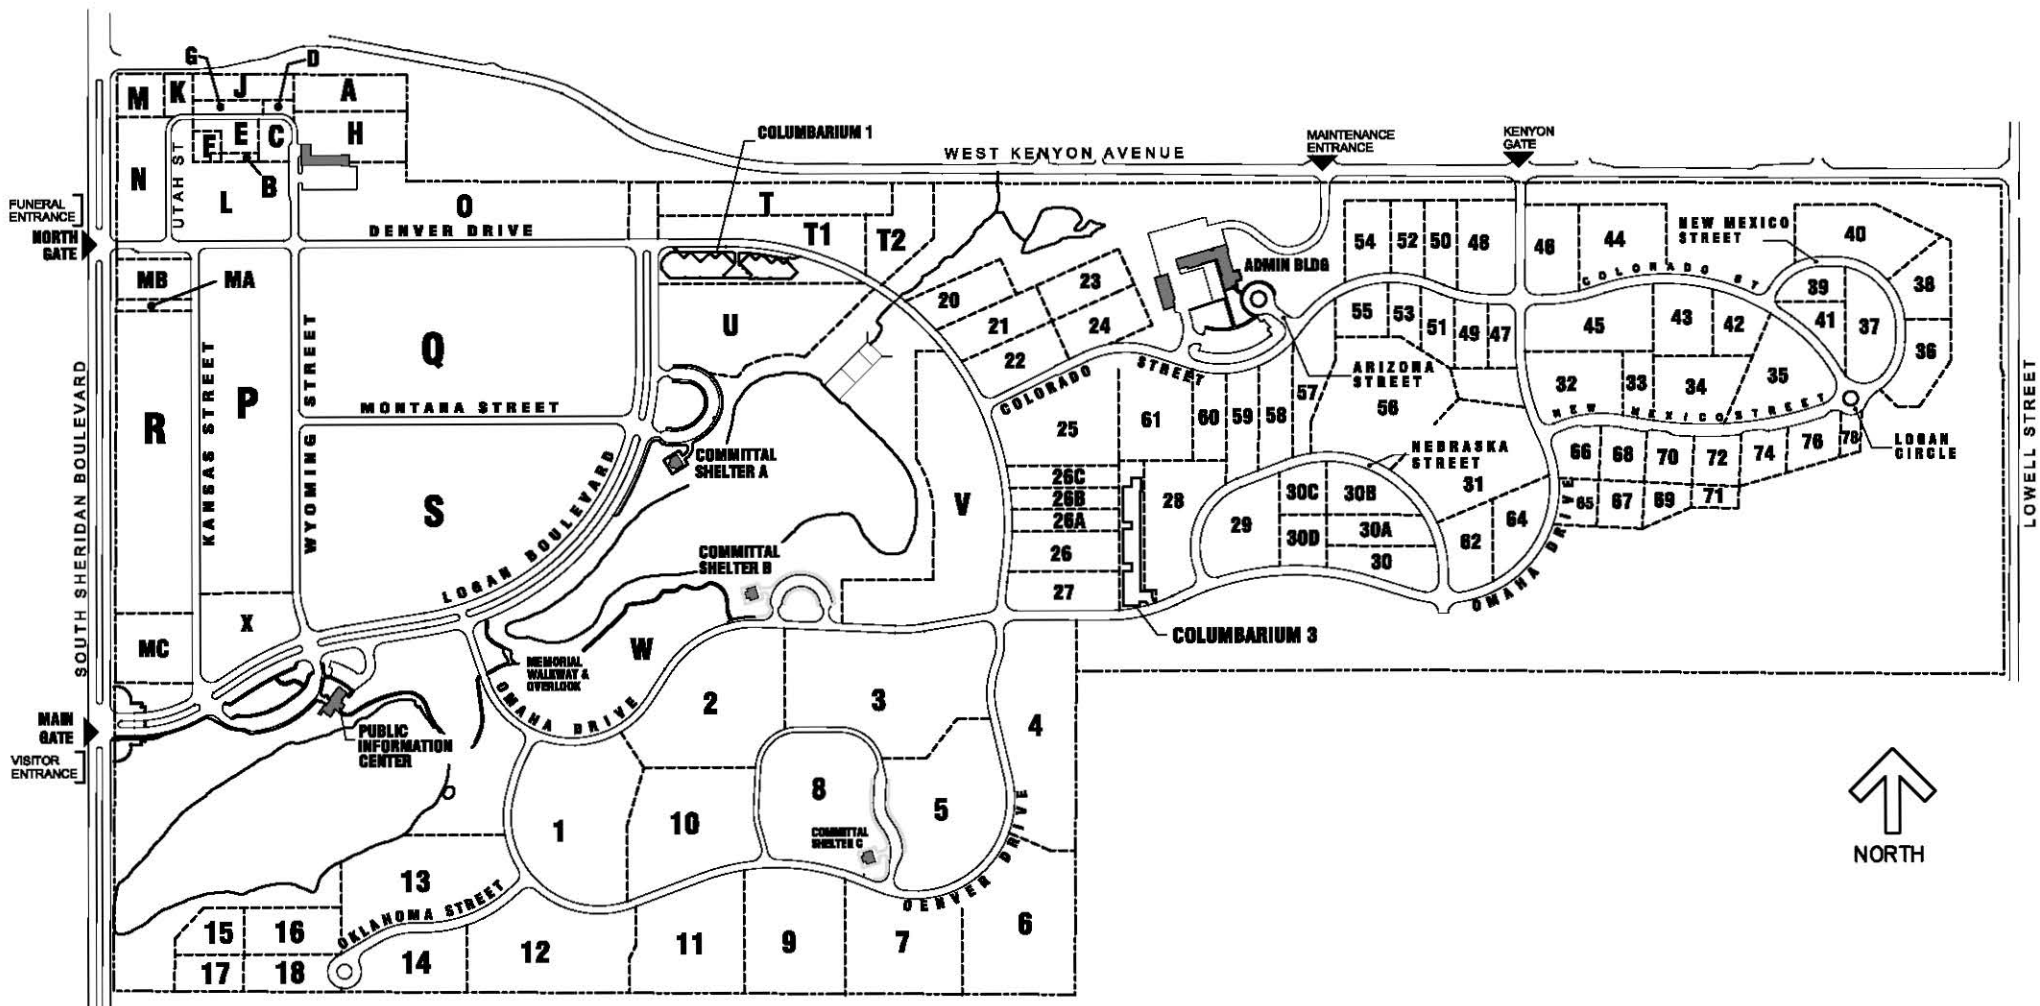 G
D
M
K
J
A
E
C
H
F
B
N
UTAH ST
L
COLUMBARIUM 1
WEST KENYON AVENUE
MAINTENANCE
ENTRANCE
KENYON
GATE
FUNERAL
ENTRANCE
NORTH
GATE
O
DENVER DRIVE
T
T1
T2
MB
MA
Q
U
R
P
KANSAS STREET
WYOMING STREET
SOUTH SHERIDAN BOULEVARD
MONTANA STREET
S
LOGAN BOULEVARD
COMMITTAL
SHELTER A
COMMITTAL
SHELTER B
V
X
MC
MAIN
GATE
VISITOR
ENTRANCE
PUBLIC
INFORMATION
CENTER
MEMORIAL
WALKWAY &
OVERLOOK
W
OMAHA DRIVE
20
23
21
24
22
ADMIN BLDG
COLORADO STREET
ARIZONA
STREET
54
52
50
48
46
44
NEW MEXICO
STREET
40
COLORADO ST
38
55
53
51
49
47
45
43
42
39
41
37
36
57
56
32
33
34
35
NEW MEXICO STREET
25
61
60
59
58
NEBRASKA
STREET
31
66
68
70
72
74
76
78
LOGAN
CIRCLE
LOWELL STREET
26C
26B
26A
26
27
28
29
30C
30B
30D
30A
30
62
64
65
67
69
71
OMAHA DRIVE
COLUMBARIUM 3
2
3
4
1
10
8
COMMITTAL
SHELTER C
5
DENVER DRIVE
13
OKLAHOMA STREET
15
16
17
18
14
12
11
9
7
6
NORTH